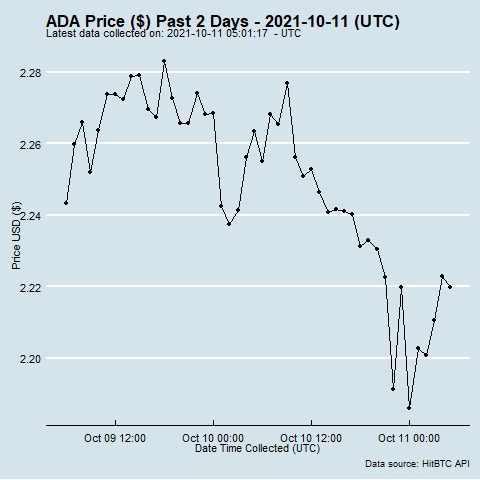 ADA Price ($) Past 2 Days - 2021-10-11 (UTC)
Latest data collected on: 2021-10-11 05:01:17 - UTC
2.28
2.26
2.24
2.22
2.20
Price USD ($)
Oct 09 12:00
Oct 10 00:00
Oct 10 12:00
Oct 11 00:00
Date Time Collected (UTC)
Data source: HitBTC API